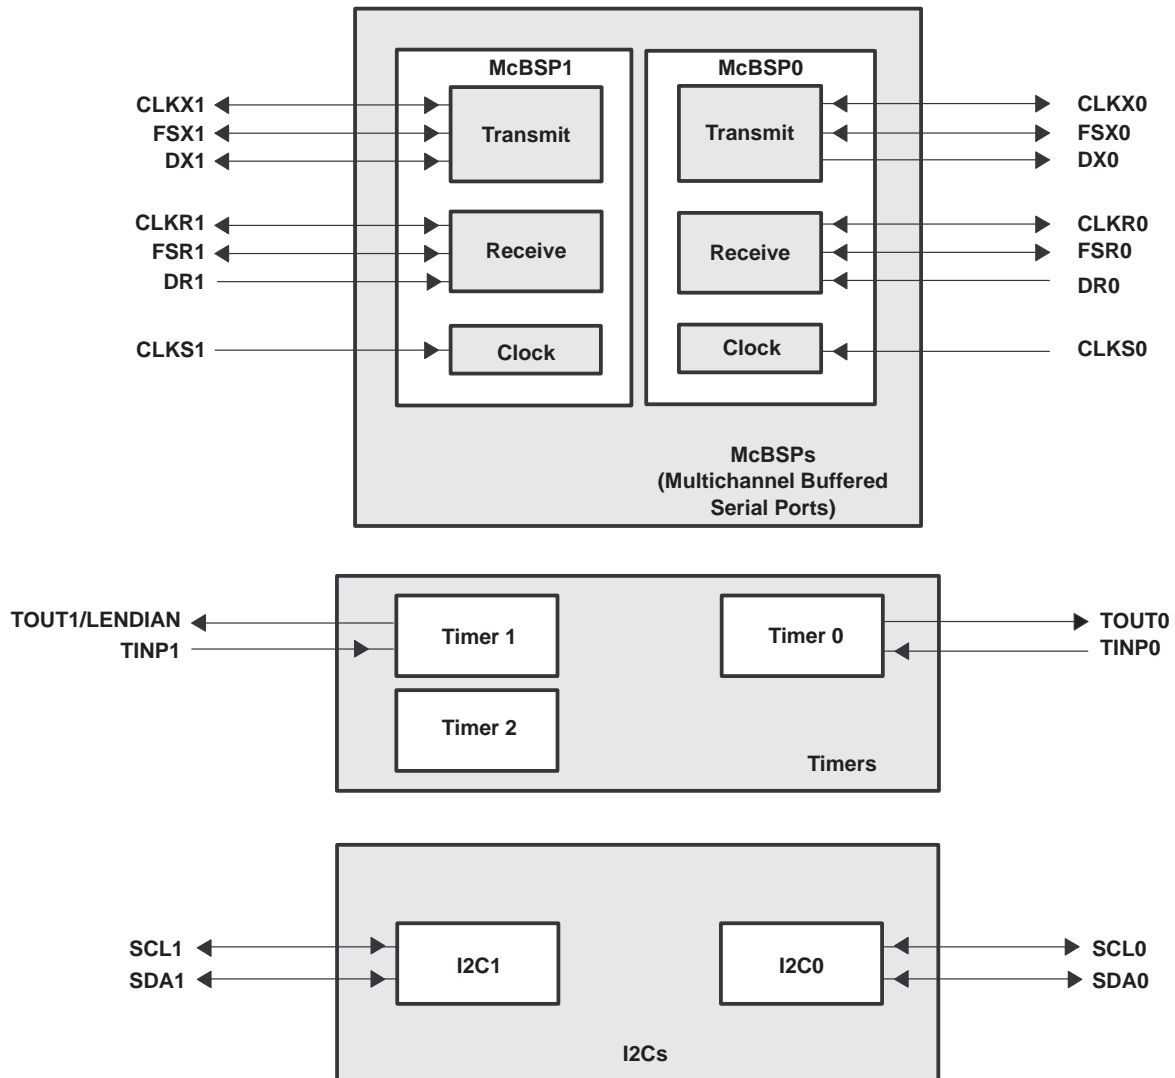 McBSP1
McBSP0
CLKX1
FSX1
DX1
Transmit
Transmit
CLKX0
FSX0
DX0
CLKR1
FSR1
DR1
Receive
Receive
CLKR0
FSR0
DR0
CLKS1
Clock
Clock
CLKS0
McBSPs
(Multichannel Buffered
Serial Ports)
TOUT1/LENDIAN
TINP1
Timer 1
Timer 0
TOUT0
TINP0
Timer 2
Timers
SCL1
SDA1
I2C1
I2C0
SCL0
SDA0
I2Cs